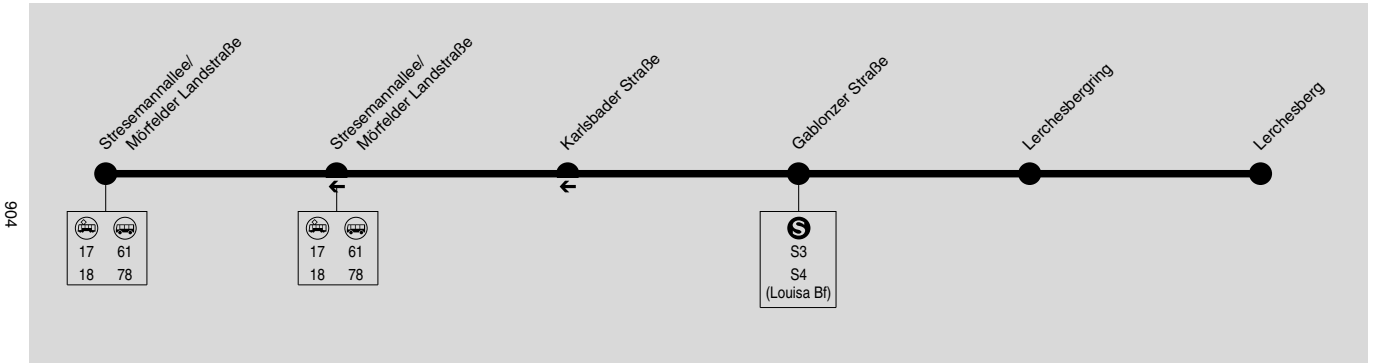 Stresemannallee/
Mörfelder Landstraße
Stresemannallee/
Mörfelder Landstraße
Karlsbader Straße
Gablonzer Straße
Lerchesbergring
Lerchesberg
17 61
18 78
17 61
18 78
S
S3
S4
(Louisa Bf)
904